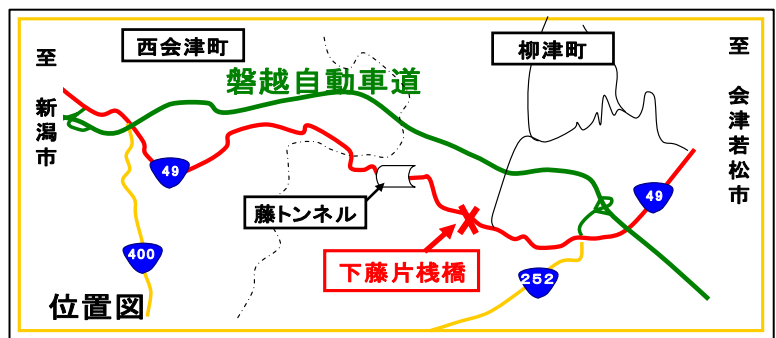 至 新潟市
西会津町
柳津町
至 会津若松市
磐越自動車道
49
藤トンネル
49
400
下藤片桟橋
252
位置図